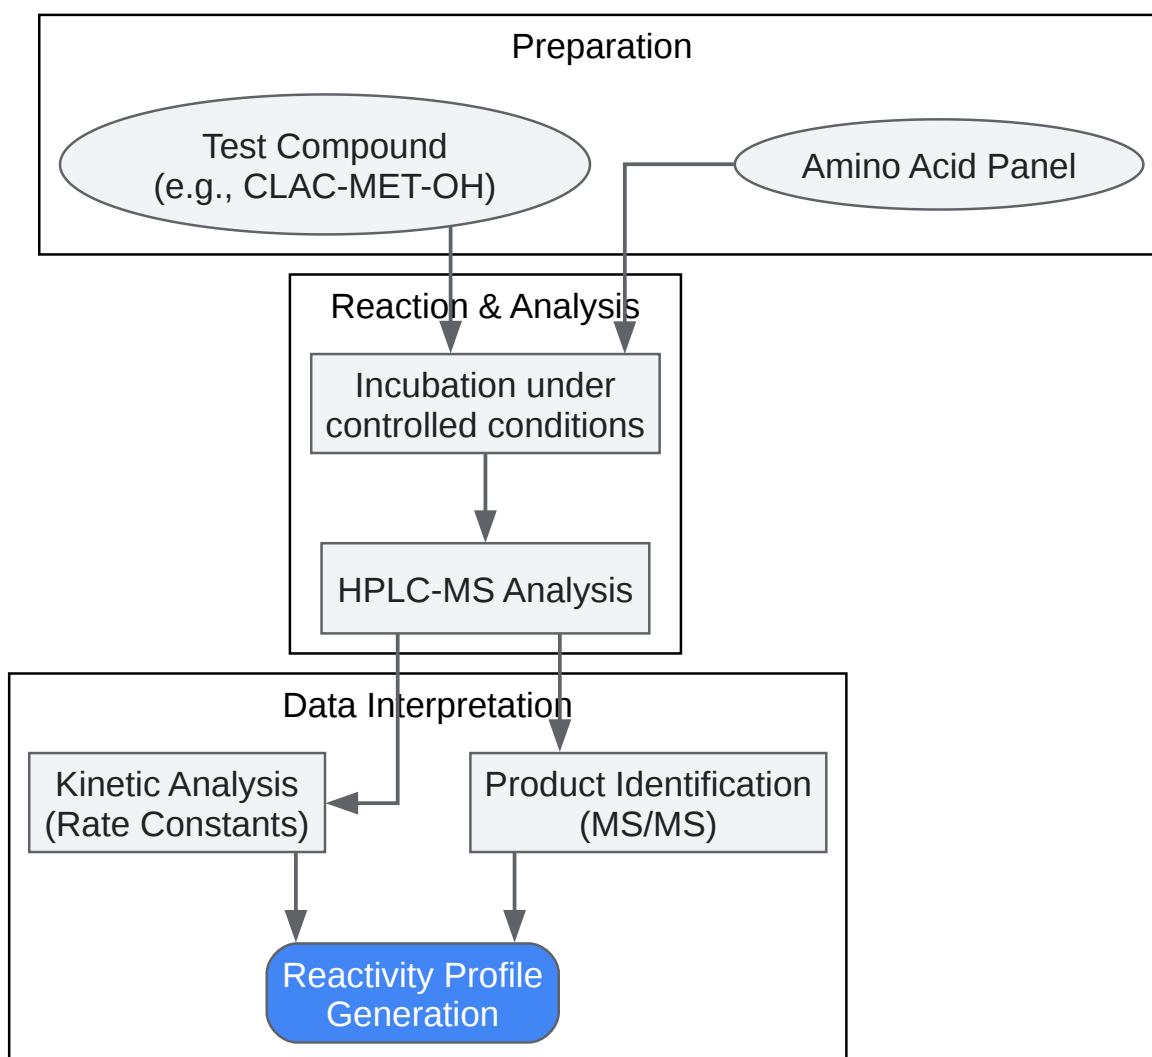 Preparation
Test Compound
(e.g., CLAC-MET-OH)
Amino Acid Panel
Reaction & Analysis
Incubation under
controlled conditions
HPLC-MS Analysis
Data Interpretation
Kinetic Analysis
(Rate Constants)
Product Identification
(MS/MS)
Reactivity Profile
Generation